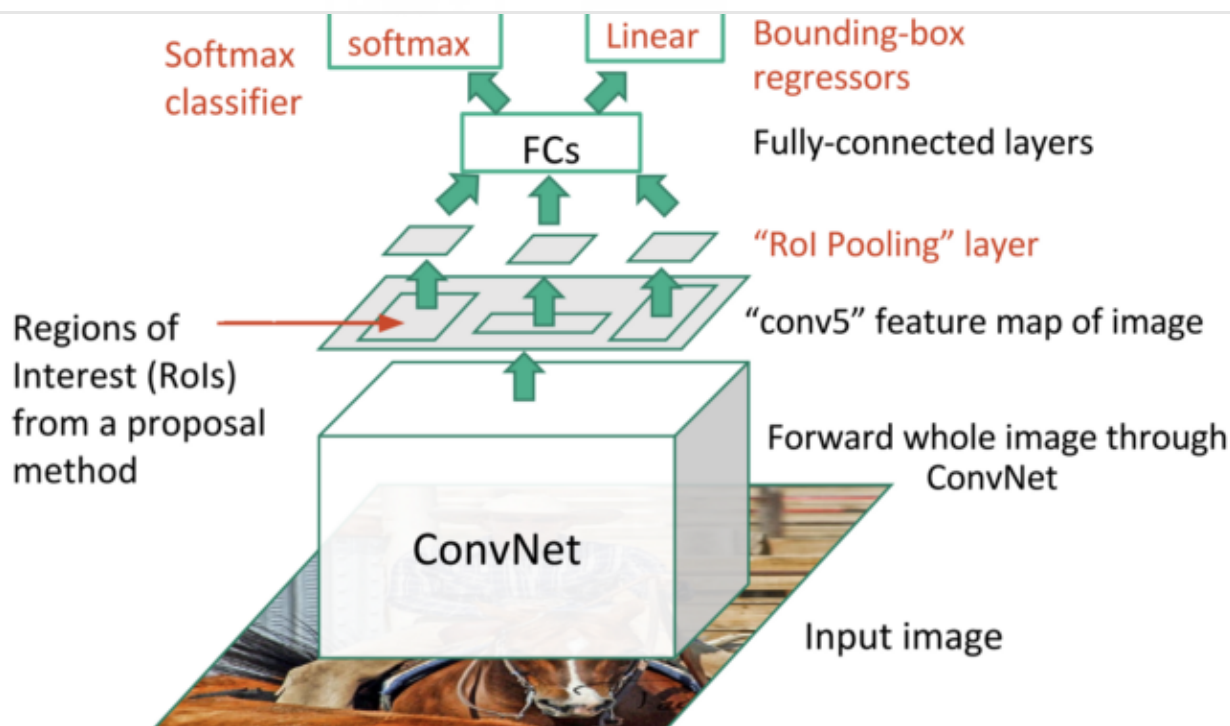 Softmax
classifier
softmax
Linear
Bounding-box
regressors
FCs
Fully-connected layers
“RoI Pooling” layer
Regions of
Interest (RoIs)
from a proposal
method
“conv5” feature map of image
Forward whole image through
ConvNet
ConvNet
Input image